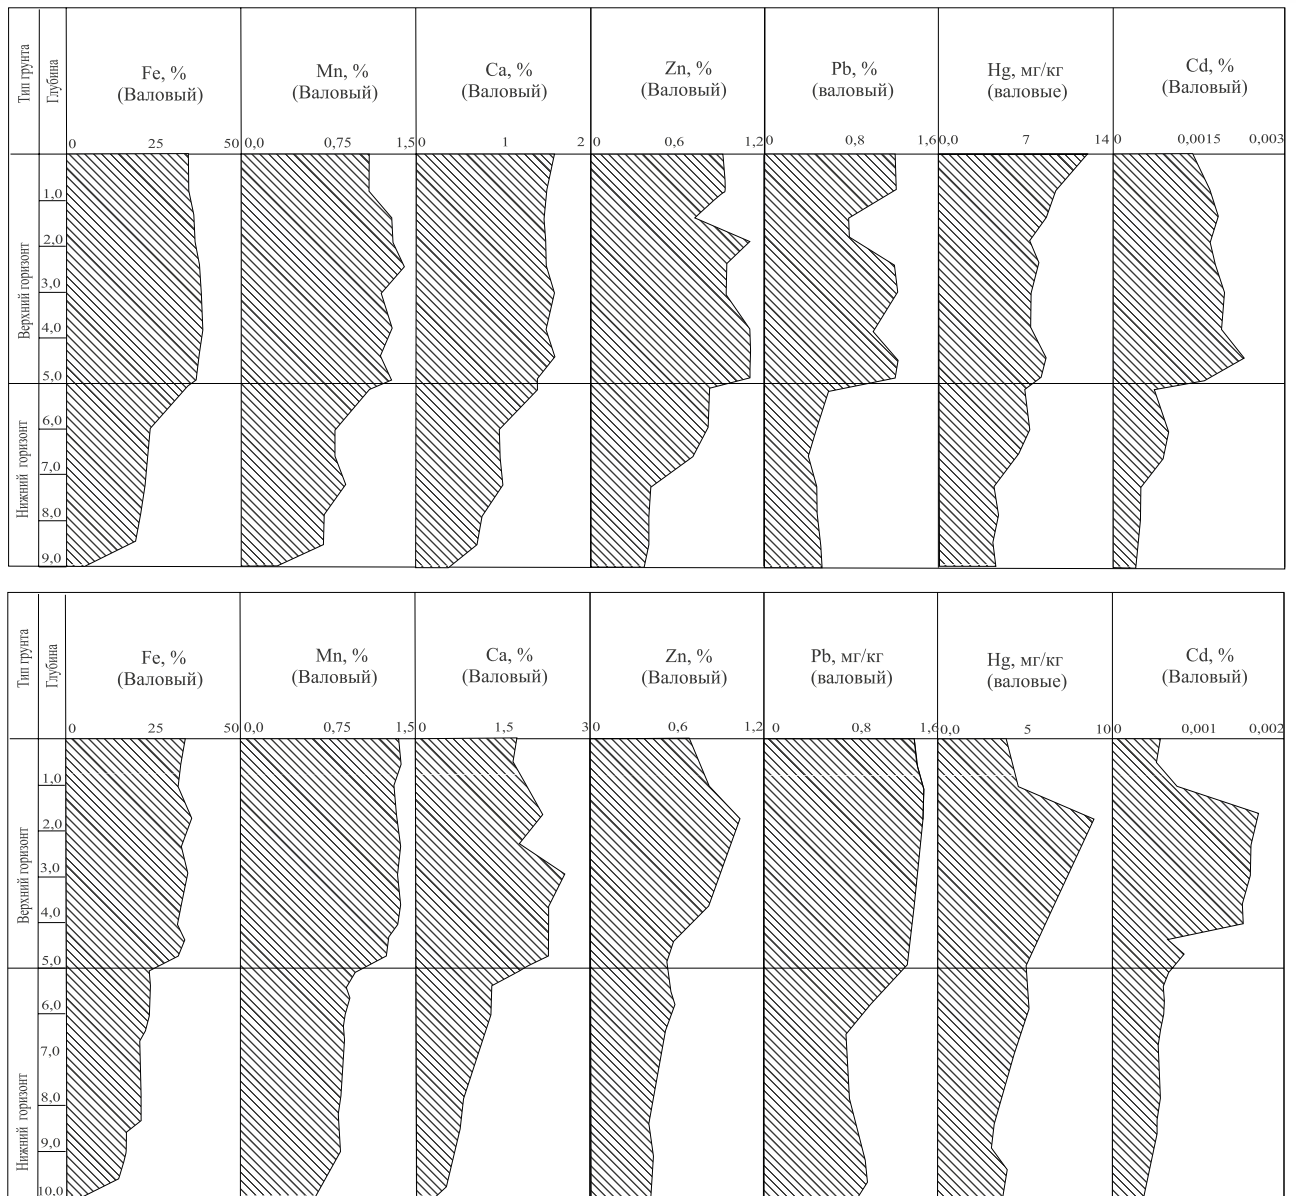 Тип грунта
Глубина
Fe, %
(Валовый)
Mn, %
(Валовый)
Ca, %
(Валовый)
Zn, %
(Валовый)
Pb, %
(валовый)
Hg, мг/кг
(валовые)
Cd, %
(Валовый)
0 25 50
0,0 0,75 1,5
0 1 2
0 0,6 1,2
0 0,8 1,6
0,0 7 14
0 0,0015 0,003
Верхний горизонт
Нижний горизонт
1,0
2,0
3,0
4,0
5,0
6,0
7,0
8,0
9,0
Тип грунта
Глубина
Fe, %
(Валовый)
Mn, %
(Валовый)
Ca, %
(Валовый)
Zn, %
(Валовый)
Pb, мг/кг
(валовый)
Hg, мг/кг
(валовые)
Cd, %
(Валовый)
0 25 50
0,0 0,75 1,5
0 1,5 3
0 0,6 1,2
0 0,8 1,6
0,0 5 10
0 0,001 0,002
Верхний горизонт
Нижний горизонт
1,0
2,0
3,0
4,0
5,0
6,0
7,0
8,0
9,0
10,0